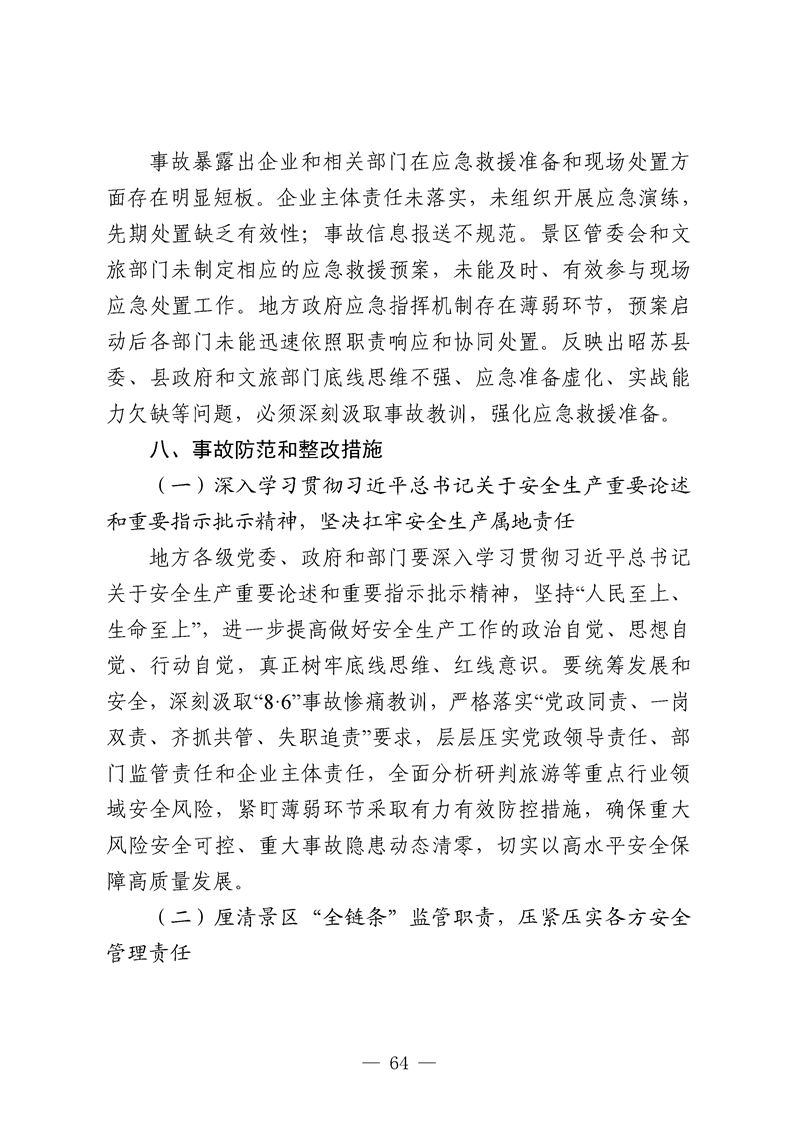 事故暴露出企业和相关部门在应急救援准备和现场处置方
面存在明显短板。企业主体责任未落实，未组织开展应急演练，
先期处置缺乏有效性；事故信息报送不规范。景区管委会和文
旅部门未制定相应的应急救援预案，未能及时、有效参与现场
应急处置工作。地方政府应急指挥机制存在薄弱环节，预案启
动后各部门未能迅速依照职责响应和协同处置。反映出昭苏县
委、县政府和文旅部门底线思维不强、应急准备虚化、实战能
力欠缺等问题，必须深刻汲取事故教训，强化应急救援准备。
八、事故防范和整改措施
（一）深入学习贯彻习近平总书记关于安全生产重要论述
和重要指示批示精神，坚决扛牢安全生产属地责任
地方各级党委、政府和部门要深入学习贯彻习近平总书记
关于安全生产重要论述和重要指示批示精神，坚持“人民至上、
生命至上”，进一步提高做好安全生产工作的政治自觉、思想自
觉、行动自觉，真正树牢底线思维、红线意识。要统筹发展和
安全，深刻汲取“8·6”事故惨痛教训，严格落实“党政同责、一岗
双责、齐抓共管、失职追责”要求，层层压实党政领导责任、部
门监管责任和企业主体责任，全面分析研判旅游等重点行业领
域安全风险，紧盯薄弱环节采取有力有效防控措施，确保重大
风险安全可控、重大事故隐患动态清零，切实以高水平安全保
障高质量发展。
（二）厘清景区“全链条”监管职责，压紧压实各方安全
管理责任
— 64 —